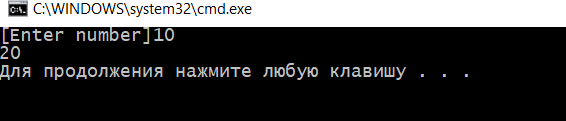 C:\WINDOWS\system32\cmd.exe
[Enter number]10
20
Для продолжения нажмите любую клавишу . . .